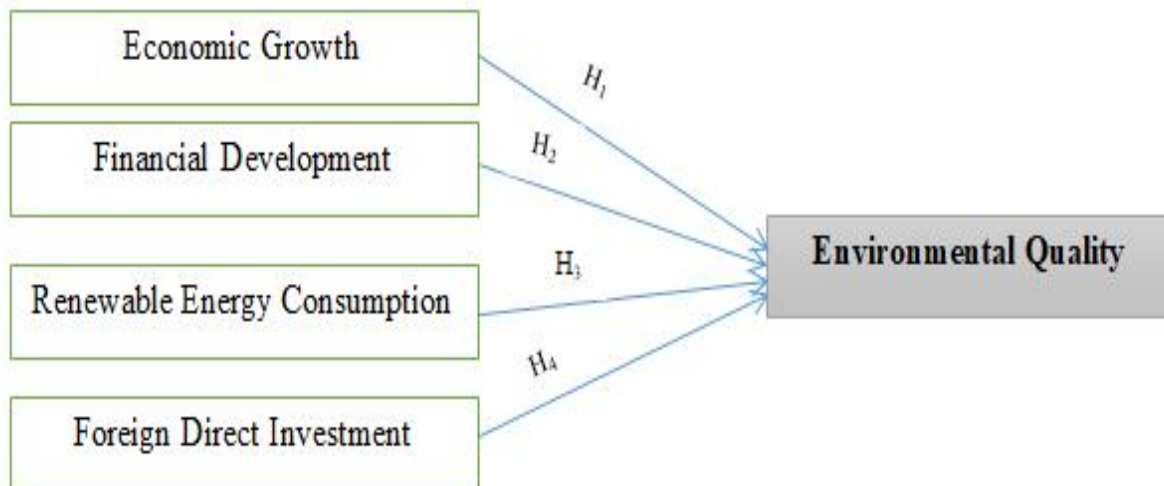 Economic Growth
H₁
Financial Development
H₂
Environmental Quality
Renewable Energy Consumption
H₃
Foreign Direct Investment
H₄